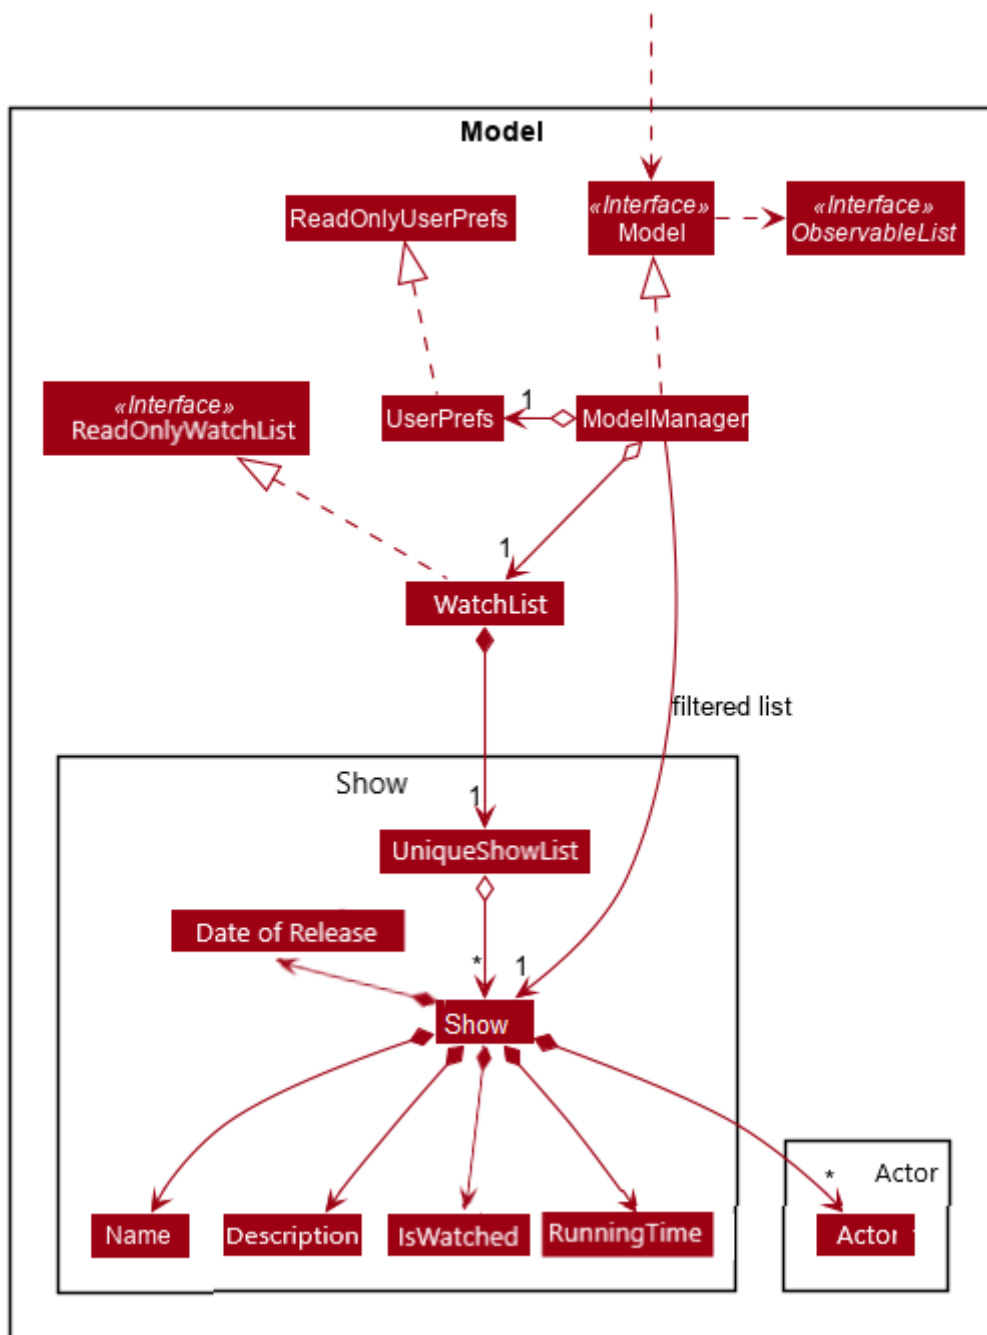 Model
«Interface»
Model
«Interface»
ObservableList
ReadOnlyUserPrefs
«Interface»
ReadOnlyWatchList
UserPrefs
1
ModelManager
1
WatchList
filtered list
Show
1
UniqueShowList
Date of Release
*
1
Show
*
Actor
Name
Description
IsWatched
RunningTime
Actor